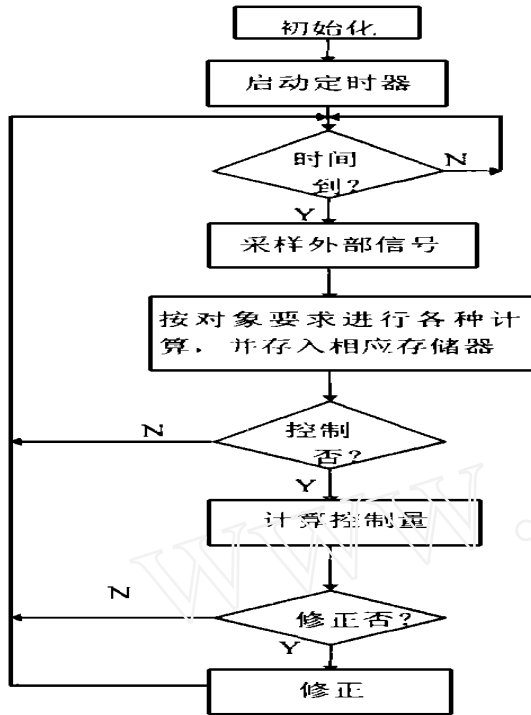 初始化
启动定时器
时间
到?
N
Y
采样外部信号
按对象要求进行各种计
算，并存入相应存储器
控制
否?
N
Y
计算控制量
修正否?
N
Y
修正
WWW.